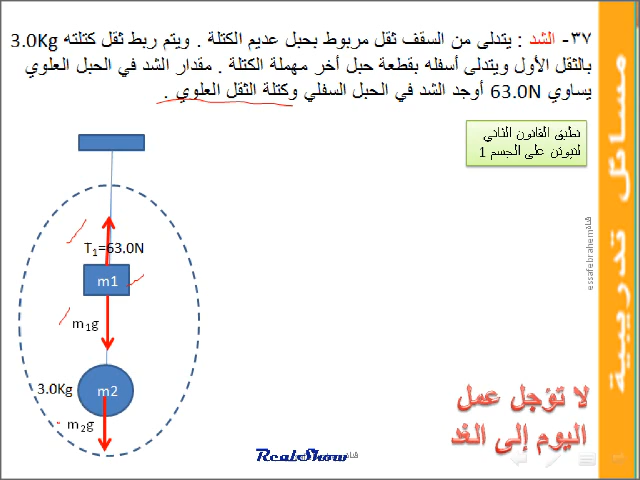 ٣٧- الشد : يتدلى من السقف ثقل مربوط بحبل عديم الكتلة . ويتم ربط ثقل كتلته 3.0Kg
بالثقل الأول ويتدلى أسفله بقطعة حبل أخر مهملة الكتلة . مقدار الشد في الحبل العلوي
يساوي 63.0N أوجد الشد في الحبل السفلي وكتلة الثقل العلوي .
نطبق القانون الثاني
لنيوتن على الجسم 1
T1=63.0N
m1
m1g
3.0Kg
m2
m2g
مسائل تدريبية
قناة essafebrahem
لا تؤجل عمل
اليوم إلى الغد
RealShow